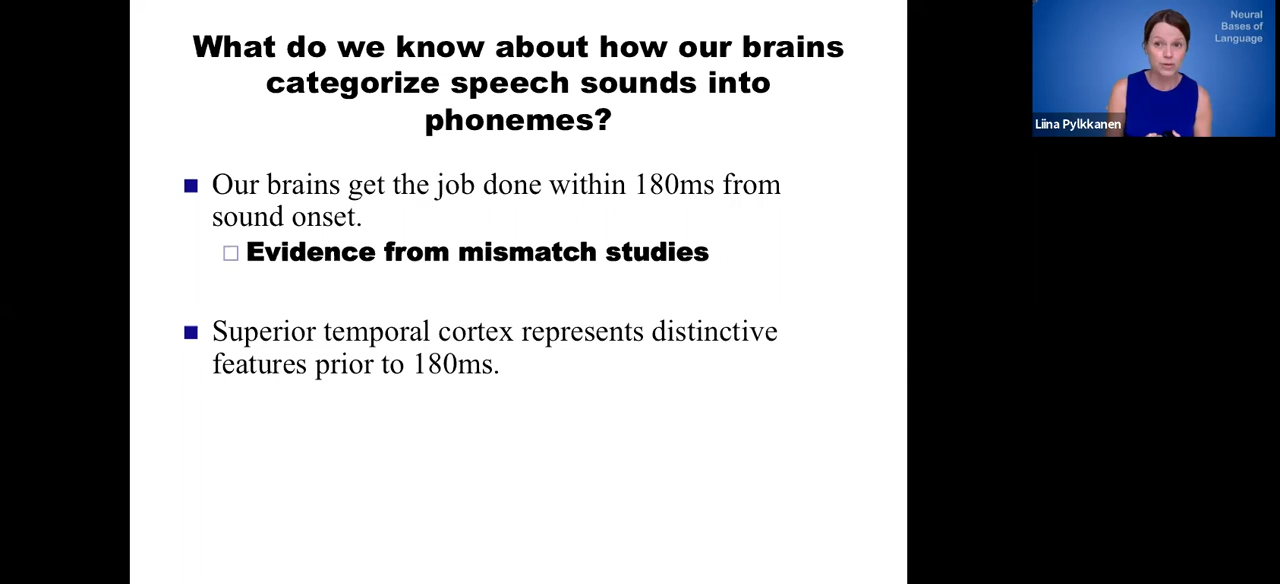 What do we know about how our brains
categorize speech sounds into
phonemes?
Our brains get the job done within 180ms from
sound onset.
Evidence from mismatch studies
Superior temporal cortex represents distinctive
features prior to 180ms.
Neural
Bases of
Language
Liina Pylkkanen